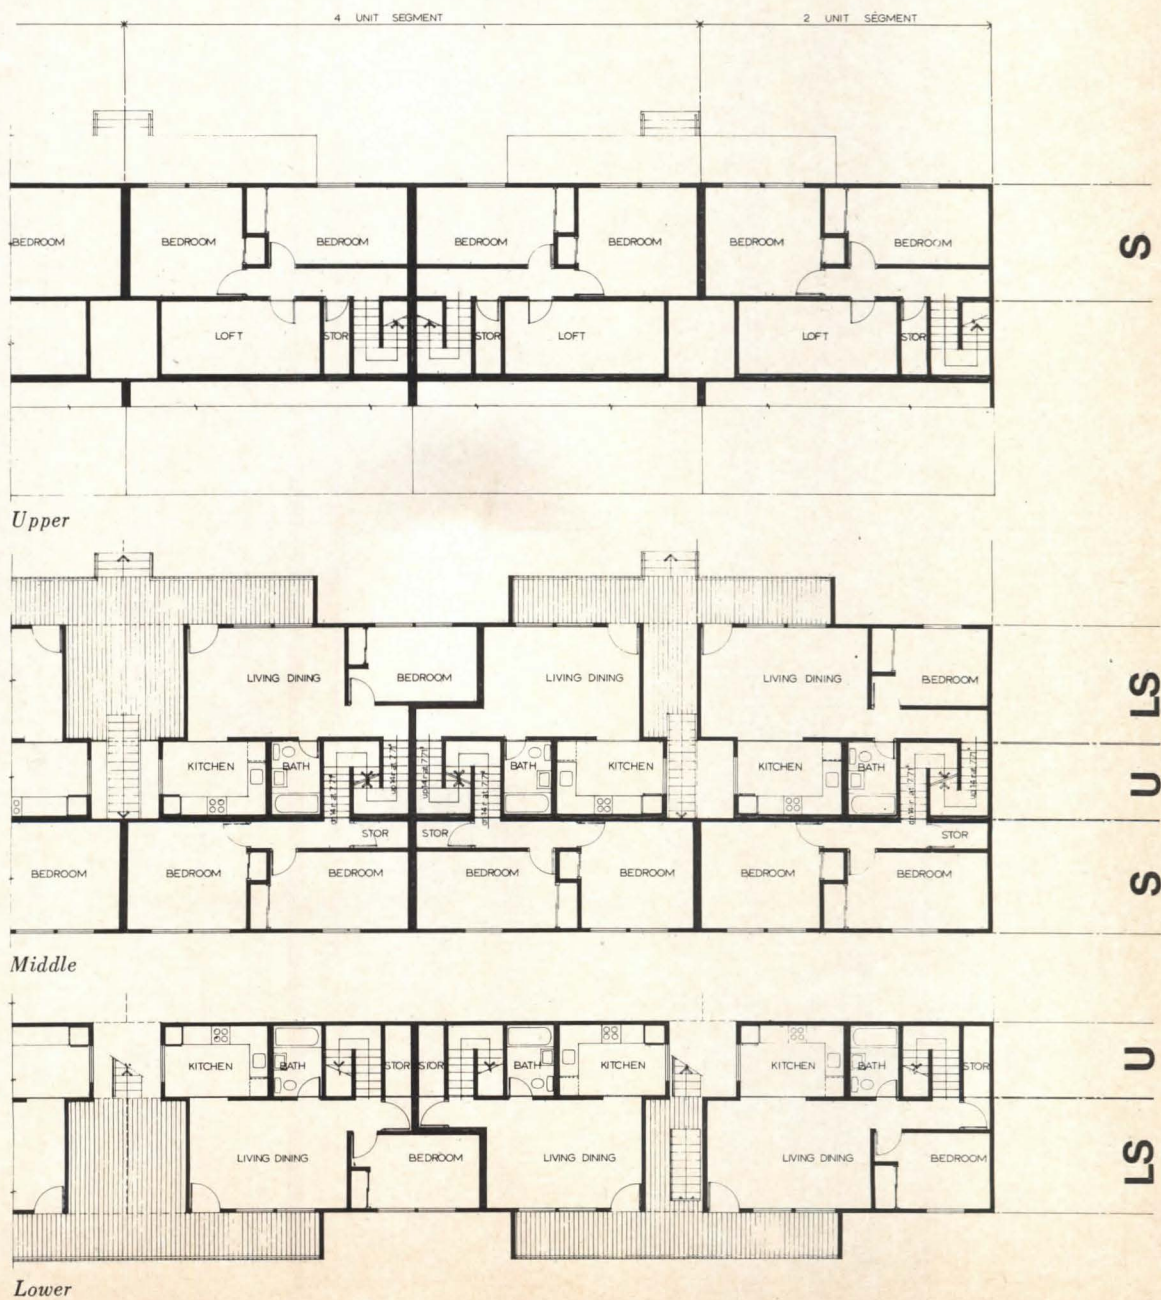 4 UNIT SEGMENT 2 UNIT SEGMENT
BEDROOM BEDROOM BEDROOM BEDROOM BEDROOM BEDROOM BEDROOM
S
LOFT STOR STOR LOFT LOFT STOR
Upper
LIVING DINING BEDROOM LIVING DINING LIVING DINING BEDROOM
LS
KITCHEN BATH BATH KITCHEN KITCHEN BATH
U
STOR STOR STOR
BEDROOM BEDROOM BEDROOM BEDROOM BEDROOM BEDROOM BEDROOM
S
Middle
KITCHEN BATH STOR STOR BATH KITCHEN KITCHEN BATH STOR
U
LIVING DINING BEDROOM LIVING DINING LIVING DINING BEDROOM
LS
Lower